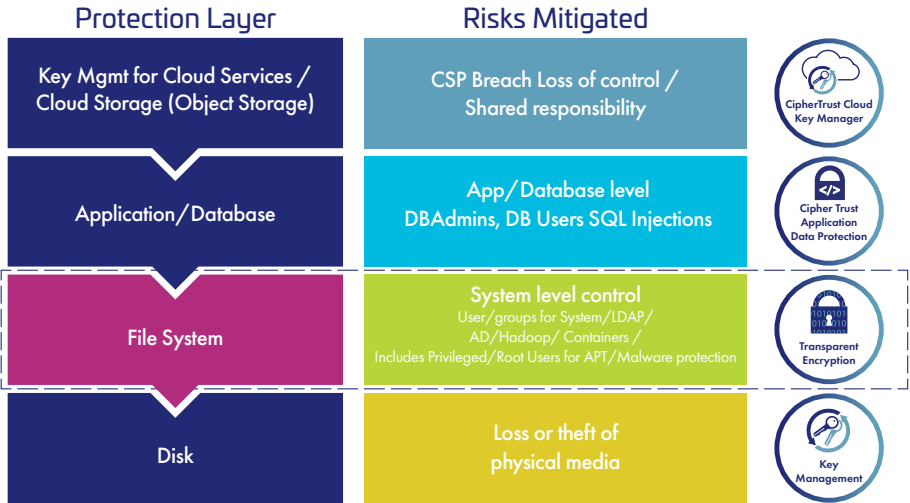 Protection Layer
Risks Mitigated
Key Mgmt for Cloud Services /
Cloud Storage (Object Storage)
CSP Breach Loss of control /
Shared responsibility
CipherTrust Cloud
Key Manager
Application/Database
App/Database level
DBAdmins, DB Users SQL Injections
</>
Cipher Trust
Application
Data Protection
File System
System level control
User/groups for System/LDAP/
AD/Hadoop/ Containers /
Includes Privileged/Root Users for APT/Malware protection
Transparent
Encryption
Disk
Loss or theft of
physical media
Key
Management